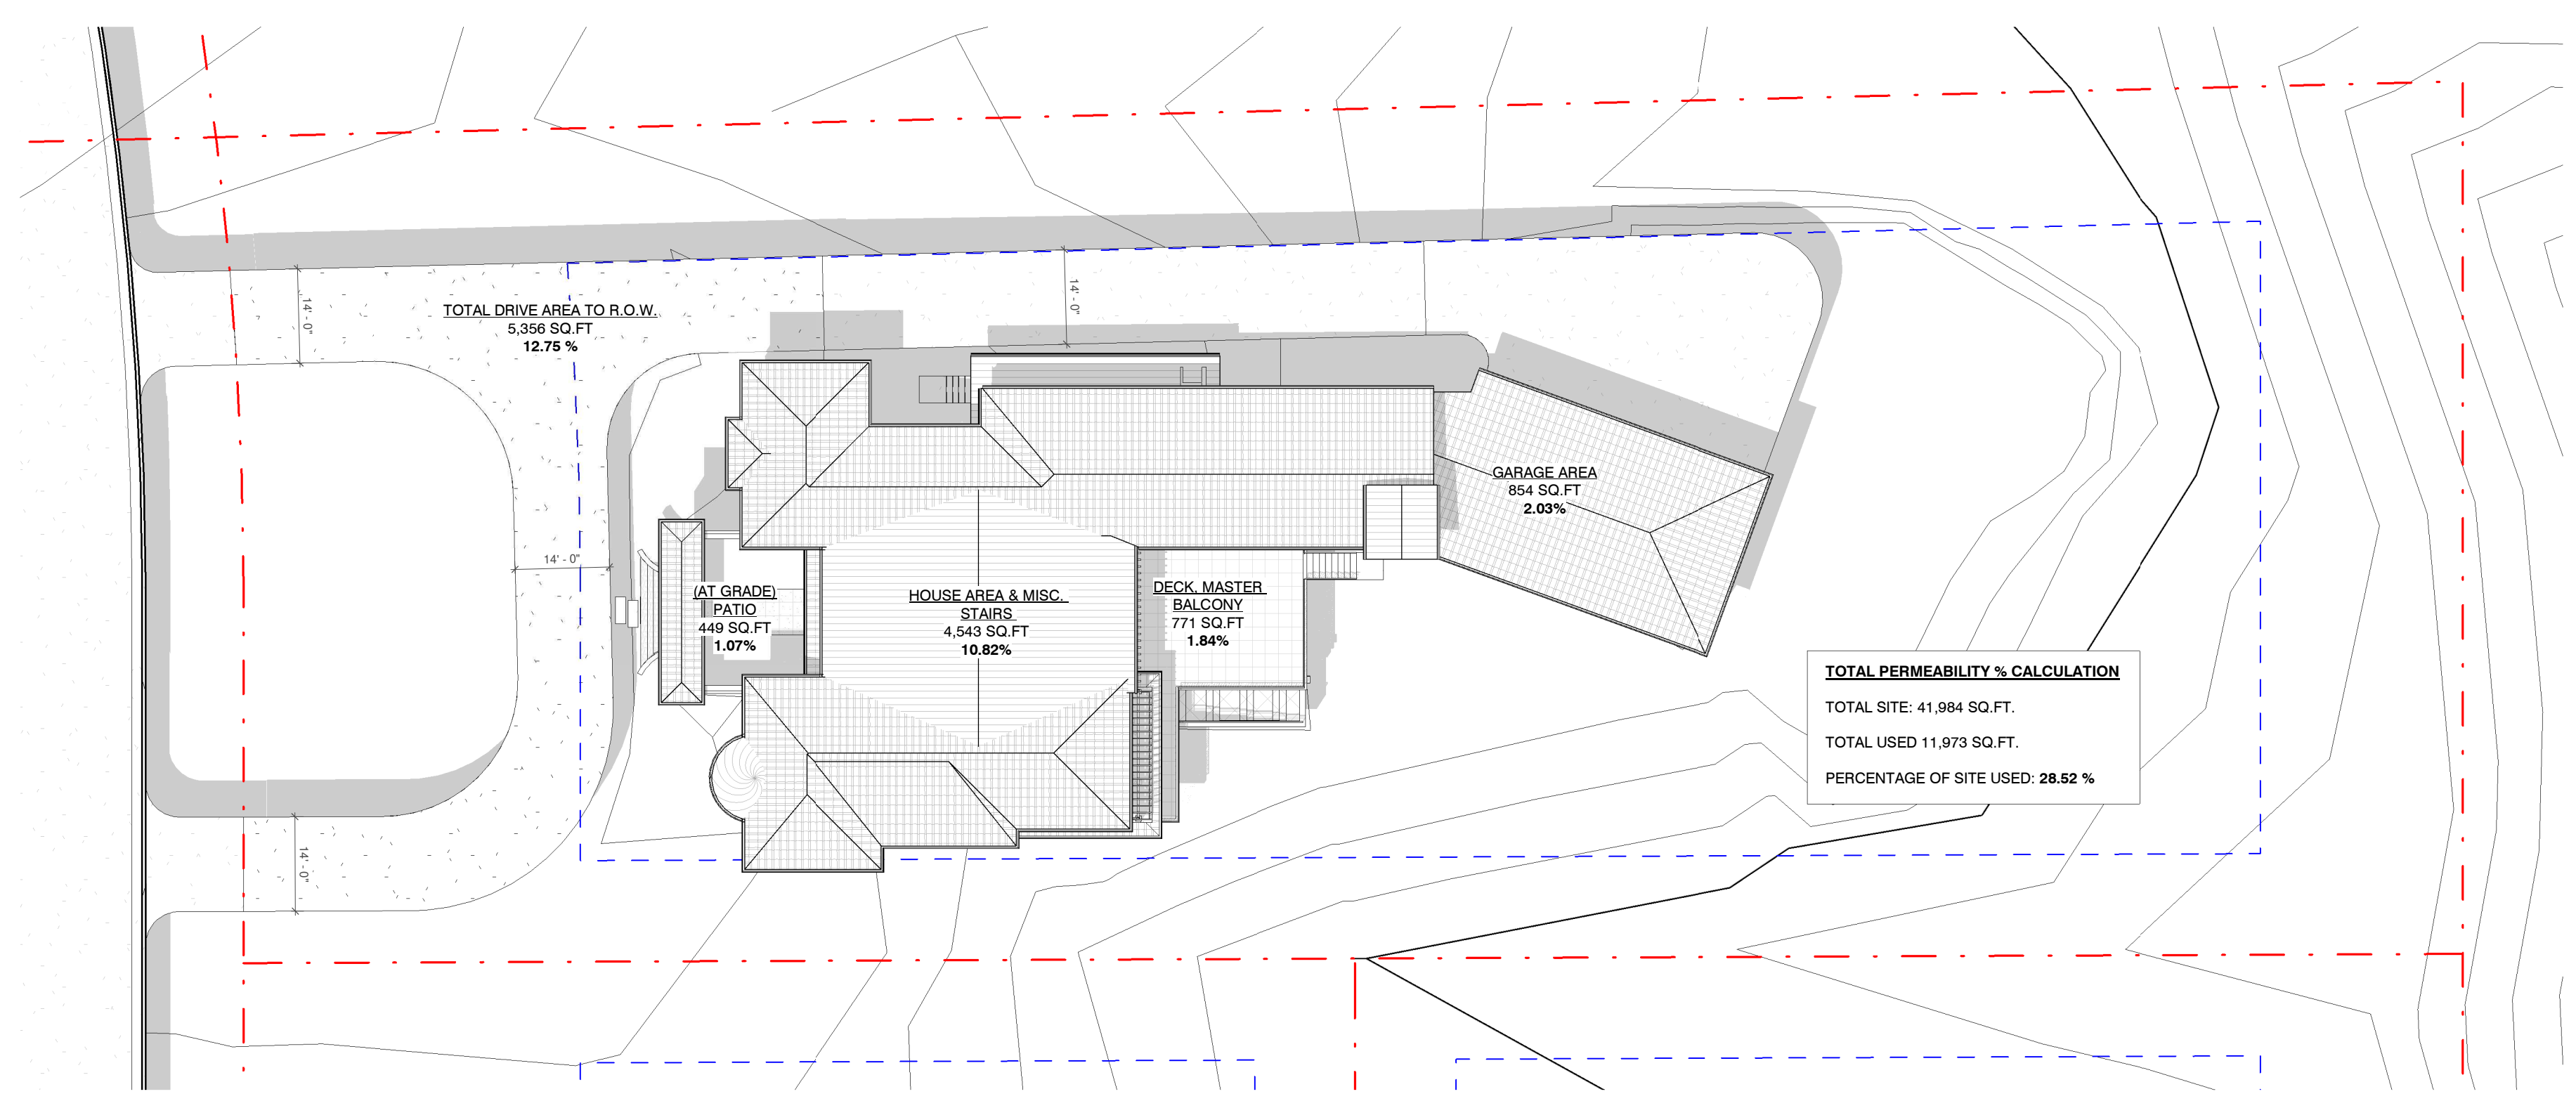 TOTAL DRIVE AREA TO R.O.W.
5,356 SQ.FT
12.75 %
14' - 0"
14' - 0"
GARAGE AREA
854 SQ.FT
2.03%
14' - 0"
(AT GRADE)
PATIO
449 SQ.FT
1.07%
HOUSE AREA & MISC.
STAIRS
4,543 SQ.FT
10.82%
DECK, MASTER
BALCONY
771 SQ.FT
1.84%
TOTAL PERMEABILITY % CALCULATION
TOTAL SITE: 41,984 SQ.FT.
TOTAL USED 11,973 SQ.FT.
PERCENTAGE OF SITE USED: 28.52 %
14' - 0"